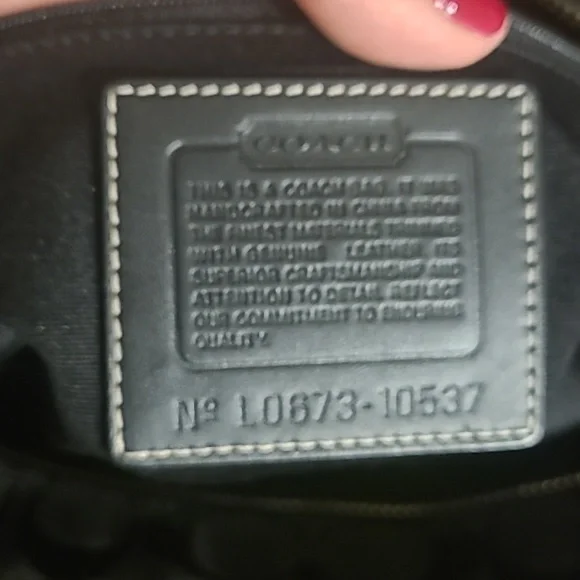 COACH
THIS IS A COACH BAG. IT WAS
HANDCRAFTED IN CHINA FROM
THE FINEST MATERIALS TRIMMED
WITH GENUINE LEATHER. ITS
SUPERIOR CRAFTSMANSHIP AND
ATTENTION TO DETAIL REFLECT
OUR COMMITMENT TO ENDURING
QUALITY.
Nº L0673-10537